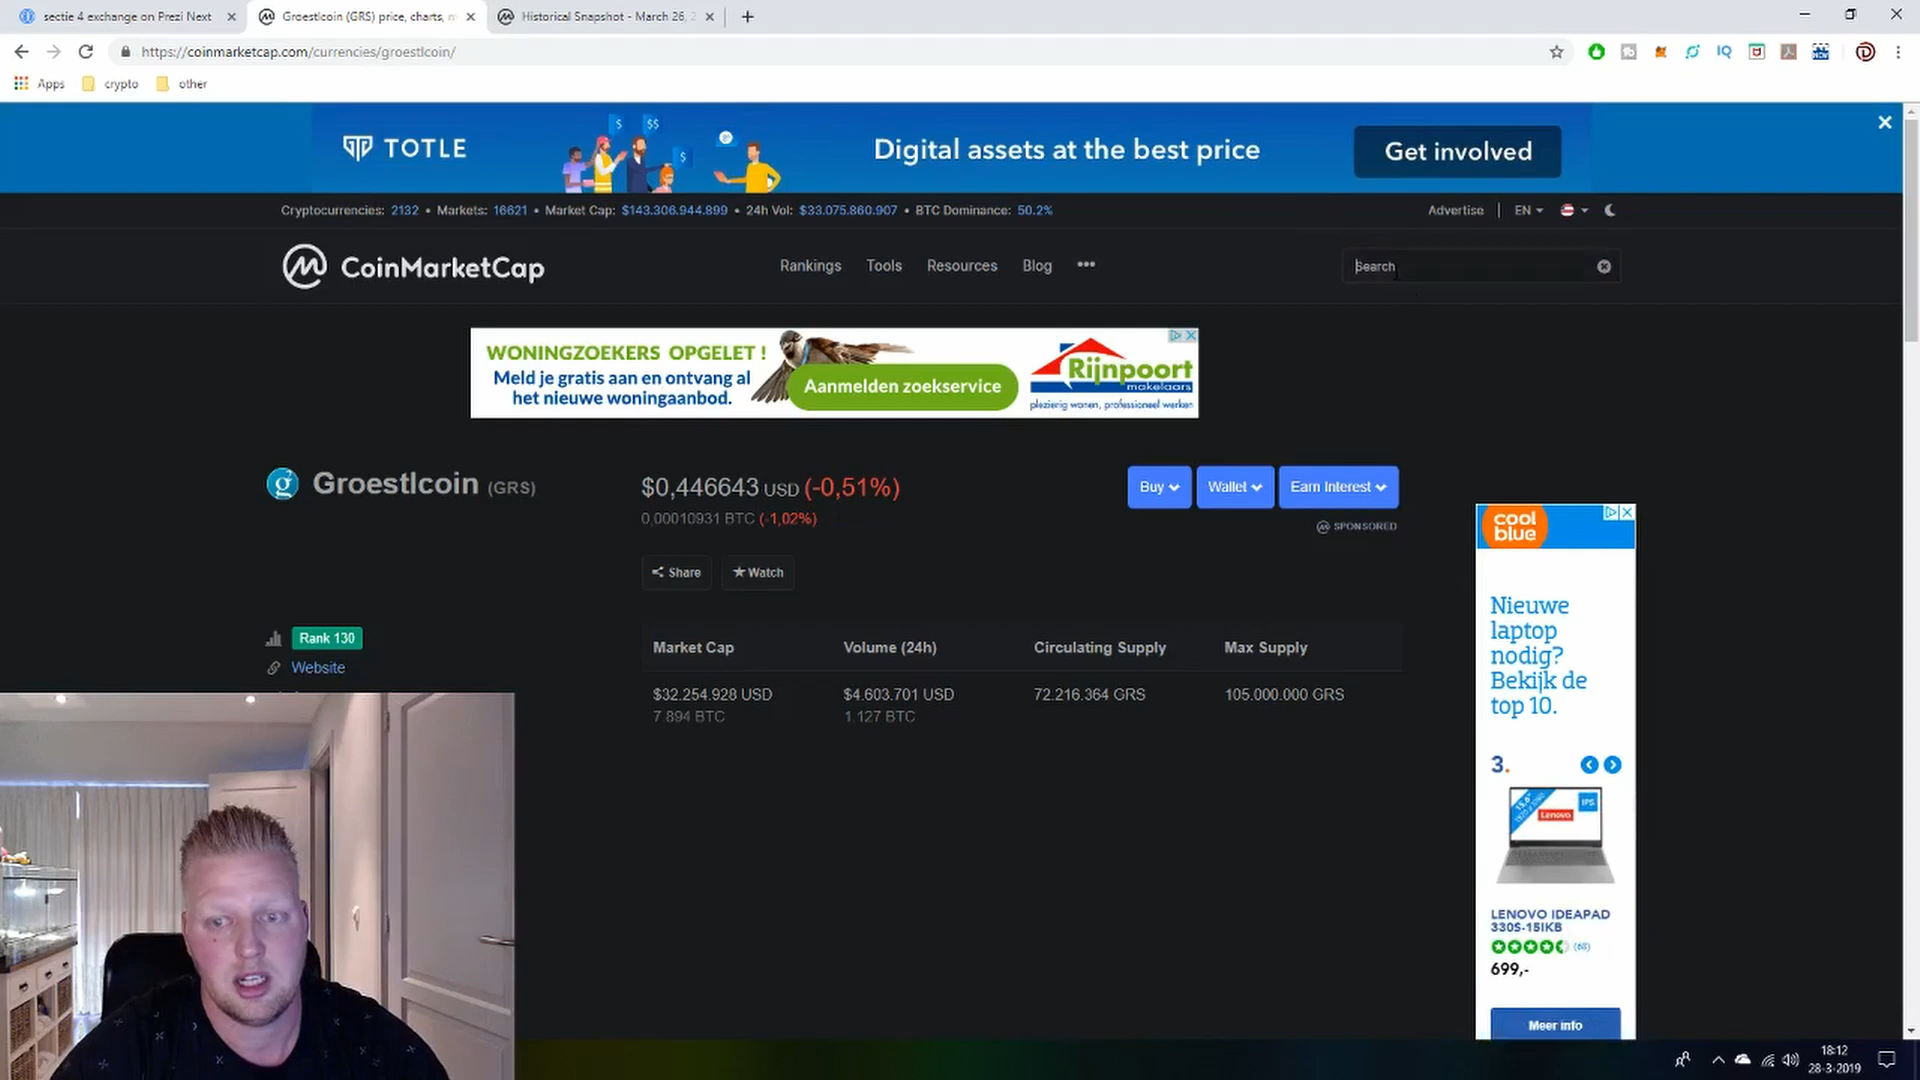 sectie 4 exchange on Prezi Next
Groestlcoin (GRS) price, charts, m
Historical Snapshot - March 26, 2
https://coinmarketcap.com/currencies/groestlcoin/
Apps
crypto
other
TOTLE
$ $$ $
Digital assets at the best price
Get involved
Cryptocurrencies: 2132 • Markets: 16621 • Market Cap: $143.306.944.899 • 24h Vol: $33.075.860.907 • BTC Dominance: 50.2%
Advertise
EN
CoinMarketCap
Rankings
Tools
Resources
Blog
Search
WONINGZOEKERS OPGELET !
Meld je gratis aan en ontvang al
het nieuwe woningaanbod.
Aanmelden zoekservice
Rijnpoort
makelaars
plezierig wonen, professioneel werken
Groestlcoin (GRS)
$0,446643 USD (-0,51%)
0,00010931 BTC (-1,02%)
Buy
Wallet
Earn Interest
SPONSORED
Share
Watch
Rank 130
Website
Market Cap
Volume (24h)
Circulating Supply
Max Supply
$32.254.928 USD
$4.603.701 USD
72.216.364 GRS
105.000.000 GRS
7.894 BTC
1.127 BTC
cool
blue
Nieuwe
laptop
nodig?
Bekijk de
top 10.
3.
IPS
Lenovo
LENOVO IDEAPAD
330S-15IKB
(68)
699,-
Meer info
18:12
28-3-2019